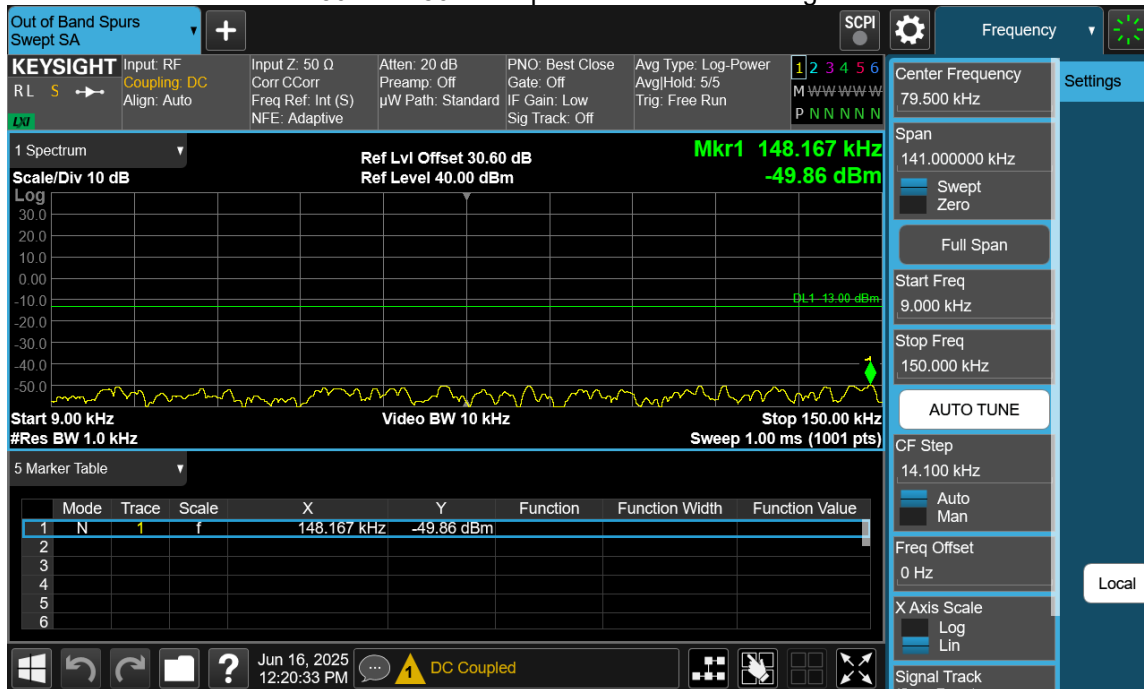 Out of Band Spurs
Swept SA
+
SCPI
Frequency
KEYSIGHT
R L S
LXI
Input: RF
Coupling: DC
Align: Auto
Input Z: 50 Ω
Corr CCorr
Freq Ref: Int (S)
NFE: Adaptive
Atten: 20 dB
Preamp: Off
µW Path: Standard
PNO: Best Close
Gate: Off
IF Gain: Low
Sig Track: Off
Avg Type: Log-Power
Avg|Hold: 5/5
Trig: Free Run
1 2 3 4 5 6
M W W W W W
P N N N N N
1 Spectrum
Scale/Div 10 dB
Ref Lvl Offset 30.60 dB
Ref Level 40.00 dBm
Mkr1 148.167 kHz
-49.86 dBm
Log
30.0
20.0
10.0
0.00
-10.0
-20.0
-30.0
-40.0
-50.0
DL1 -13.00 dBm
1
Start 9.00 kHz
#Res BW 1.0 kHz
Video BW 10 kHz
Stop 150.00 kHz
Sweep 1.00 ms (1001 pts)
5 Marker Table
Mode Trace Scale X Y Function Function Width Function Value
1 N 1 f 148.167 kHz -49.86 dBm
2
3
4
5
6
Jun 16, 2025
12:20:33 PM
?
1
DC Coupled
Center Frequency
79.500 kHz
Span
141.000000 kHz
Swept
Zero
Full Span
Start Freq
9.000 kHz
Stop Freq
150.000 kHz
AUTO TUNE
CF Step
14.100 kHz
Auto
Man
Freq Offset
0 Hz
X Axis Scale
Log
Lin
Signal Track
Settings
Local